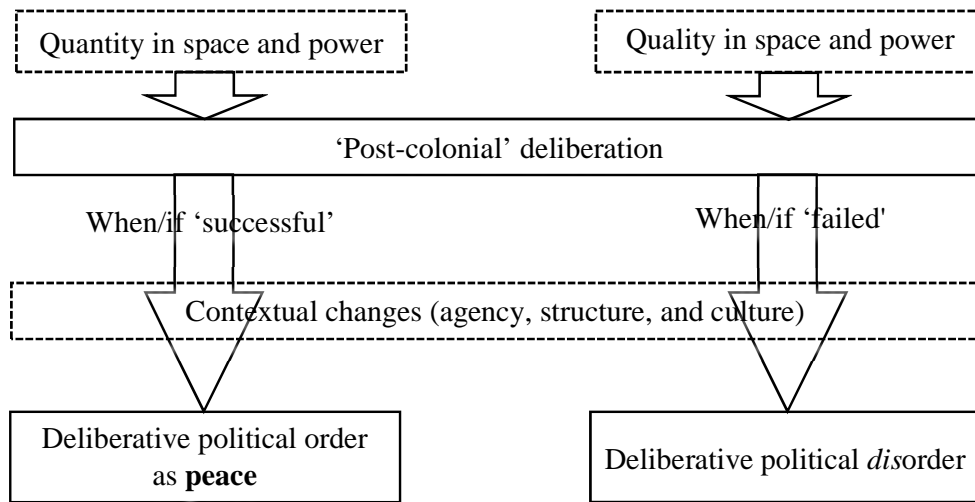 Quantity in space and power
Quality in space and power
‘Post-colonial’ deliberation
When/if ‘successful’
When/if ‘failed'
Contextual changes (agency, structure, and culture)
Deliberative political order
as peace
Deliberative political disorder